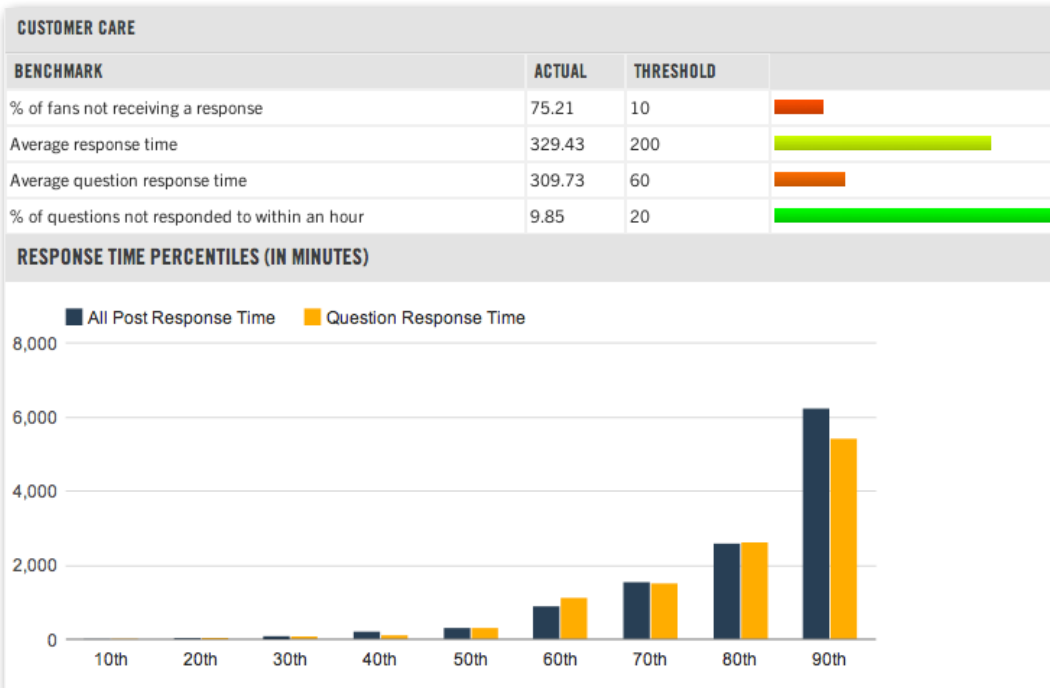 CUSTOMER CARE
BENCHMARK ACTUAL THRESHOLD
% of fans not receiving a response 75.21 10
Average response time 329.43 200
Average question response time 309.73 60
% of questions not responded to within an hour 9.85 20
RESPONSE TIME PERCENTILES (IN MINUTES)
All Post Response Time Question Response Time
8,000
6,000
4,000
2,000
0
10th 20th 30th 40th 50th 60th 70th 80th 90th